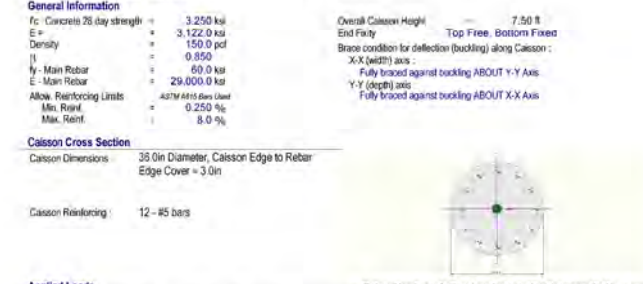 General Information
f'c : Concrete 28 day strength = 3.250 ksi
E = = 3,122.0 ksi
Density = 150.0 pcf
β = 0.850
fy - Main Rebar = 60.0 ksi
E - Main Rebar = 29,000.0 ksi
Allow. Reinforcing Limits ASTM A615 Bars Used
Min. Reinf. = 0.250 %
Max. Reinf. = 8.0 %
Overall Caisson Height = 7.50 ft
End Fixity Top Free, Bottom Fixed
Brace condition for deflection (buckling) along Caisson :
X-X (width) axis :
Fully braced against buckling ABOUT Y-Y Axis
Y-Y (depth) axis :
Fully braced against buckling ABOUT X-X Axis
Caisson Cross Section
Caisson Dimensions : 36.0in Diameter, Caisson Edge to Rebar
Edge Cover = 3.0in
Caisson Reinforcing : 12 - #5 bars